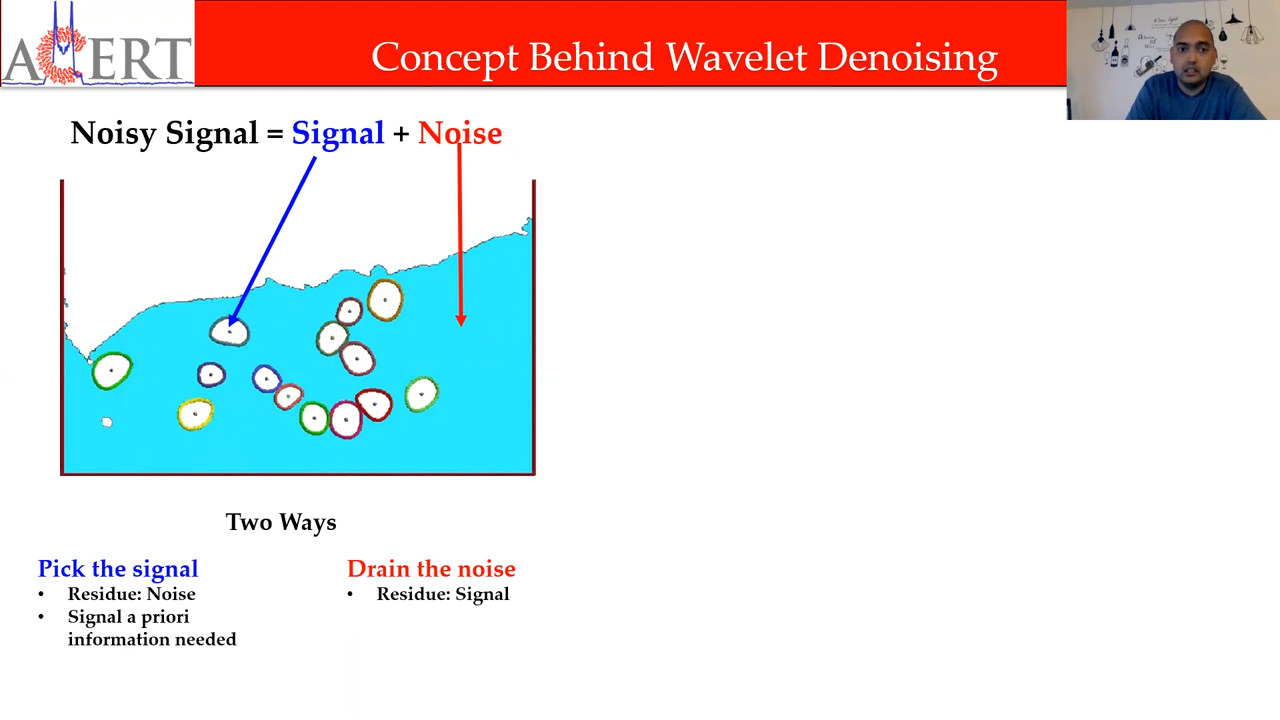 ACERT
Concept Behind Wavelet Denoising
Noisy Signal = Signal + Noise
Two Ways
Pick the signal
• Residue: Noise
• Signal a priori
information needed
Drain the noise
• Residue: Signal